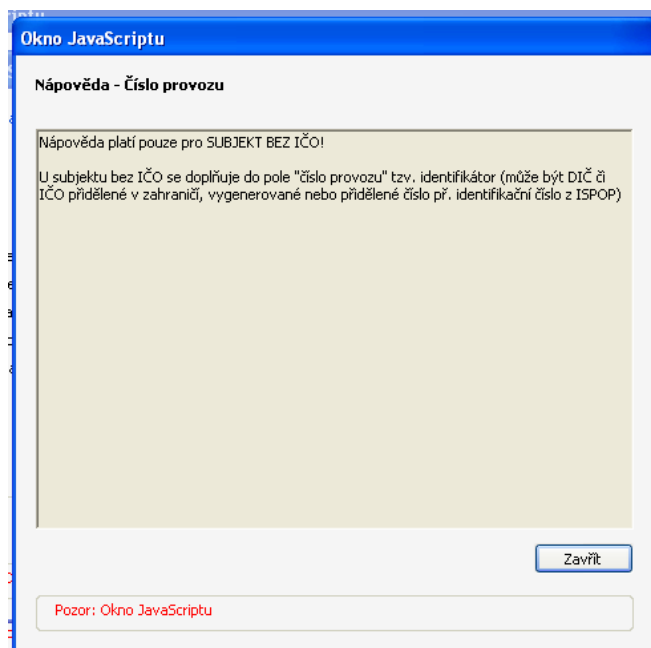 Okno JavaScriptu
Nápověda - Číslo provozu
Nápověda platí pouze pro SUBJEKT BEZ IČO!
U subjektu bez IČO se doplňuje do pole "číslo provozu" tzv. identifikátor (může být DIČ či
IČO přidělené v zahraničí, vygenerované nebo přidělené číslo př. identifikační číslo z ISPOP)
Zavřít
Pozor: Okno JavaScriptu